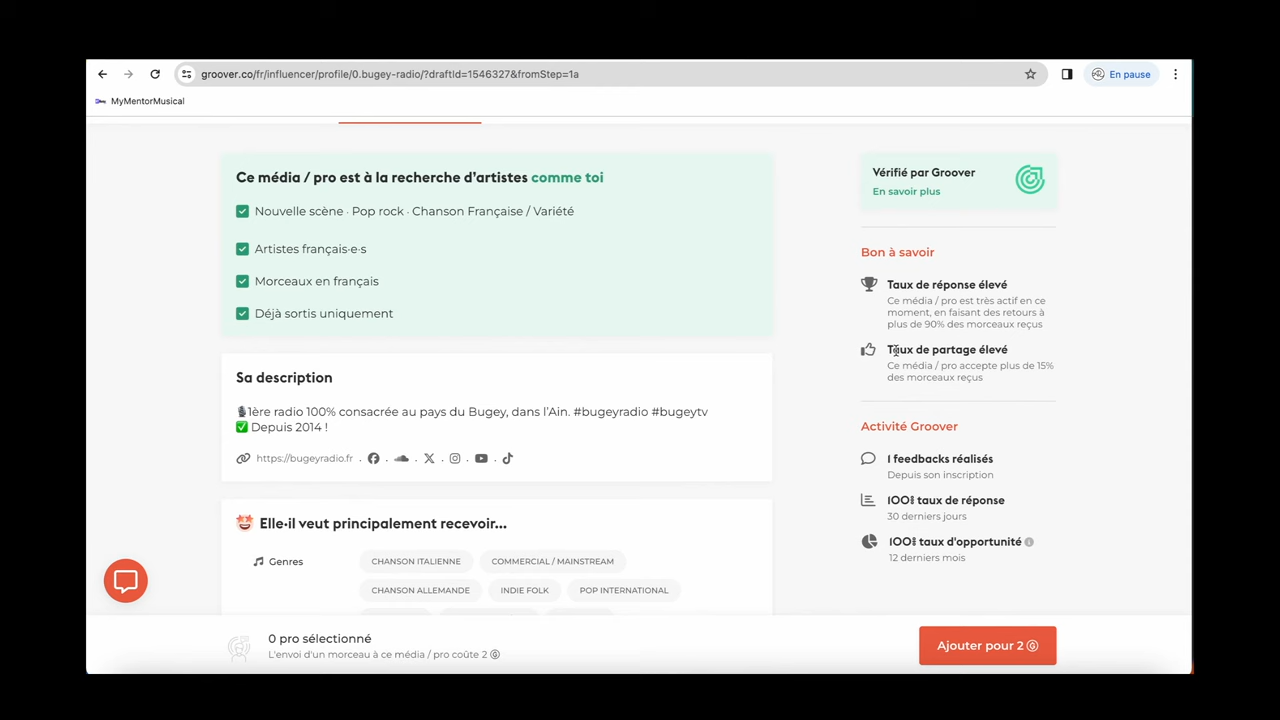 groover.co/fr/influencer/profile/0.bugey-radio/?draftId=1546327&fromStep=1a
En pause
MyMentorMusical
Ce média / pro est à la recherche d'artistes comme toi
Nouvelle scène · Pop rock · Chanson Française / Variété
Artistes français·e·s
Morceaux en français
Déjà sortis uniquement
Sa description
1ère radio 100% consacrée au pays du Bugey, dans l'Ain. #bugeyradio #bugeytv
Depuis 2014 !
https://bugeyradio.fr
Elle·il veut principalement recevoir...
Genres
CHANSON ITALIENNE
COMMERCIAL / MAINSTREAM
CHANSON ALLEMANDE
INDIE FOLK
POP INTERNATIONAL
Vérifié par Groover
En savoir plus
Bon à savoir
Taux de réponse élevé
Ce média / pro est très actif en ce
moment, en faisant des retours à
plus de 90% des morceaux reçus
Taux de partage élevé
Ce média / pro accepte plus de 15%
des morceaux reçus
Activité Groover
1 feedbacks réalisés
Depuis son inscription
100% taux de réponse
30 derniers jours
100% taux d'opportunité
12 derniers mois
0 pro sélectionné
L'envoi d'un morceau à ce média / pro coûte 2
Ajouter pour 2